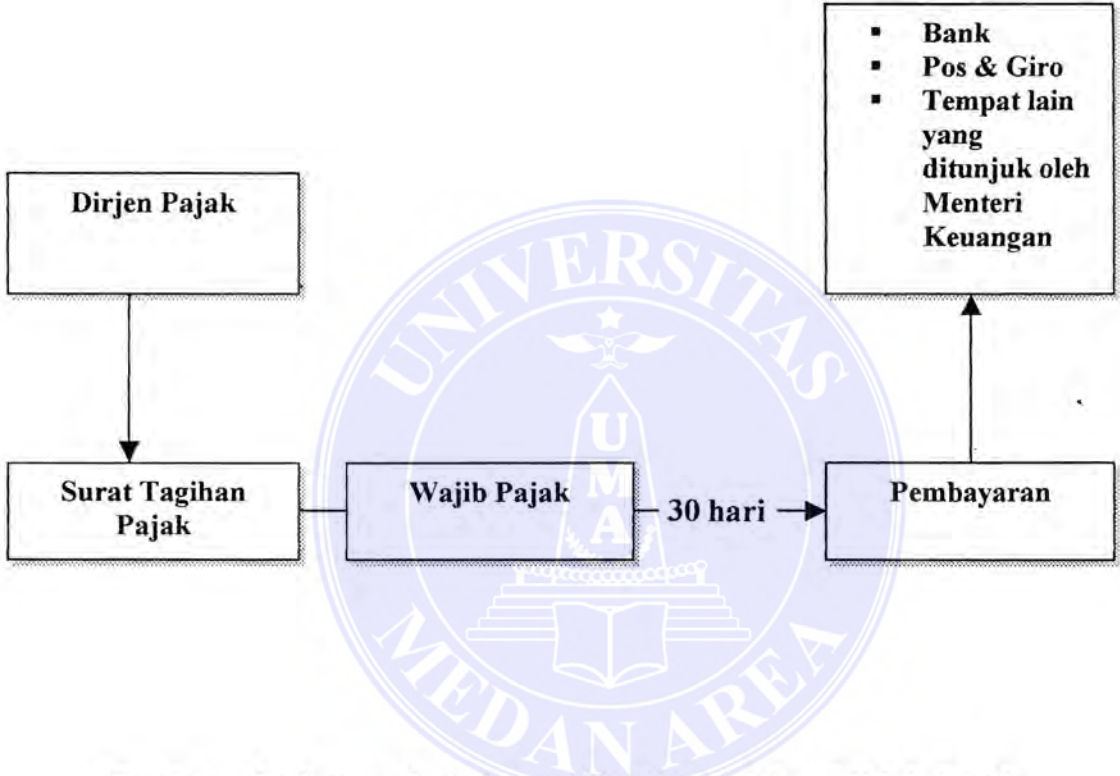 ▪ Bank
▪ Pos & Giro
▪ Tempat lain
yang
ditunjuk oleh
Menteri
Keuangan
Dirjen Pajak
Surat Tagihan
Pajak
Wajib Pajak
30 hari
Pembayaran
UNIVERSITAS
UMA
MEDAN AREA